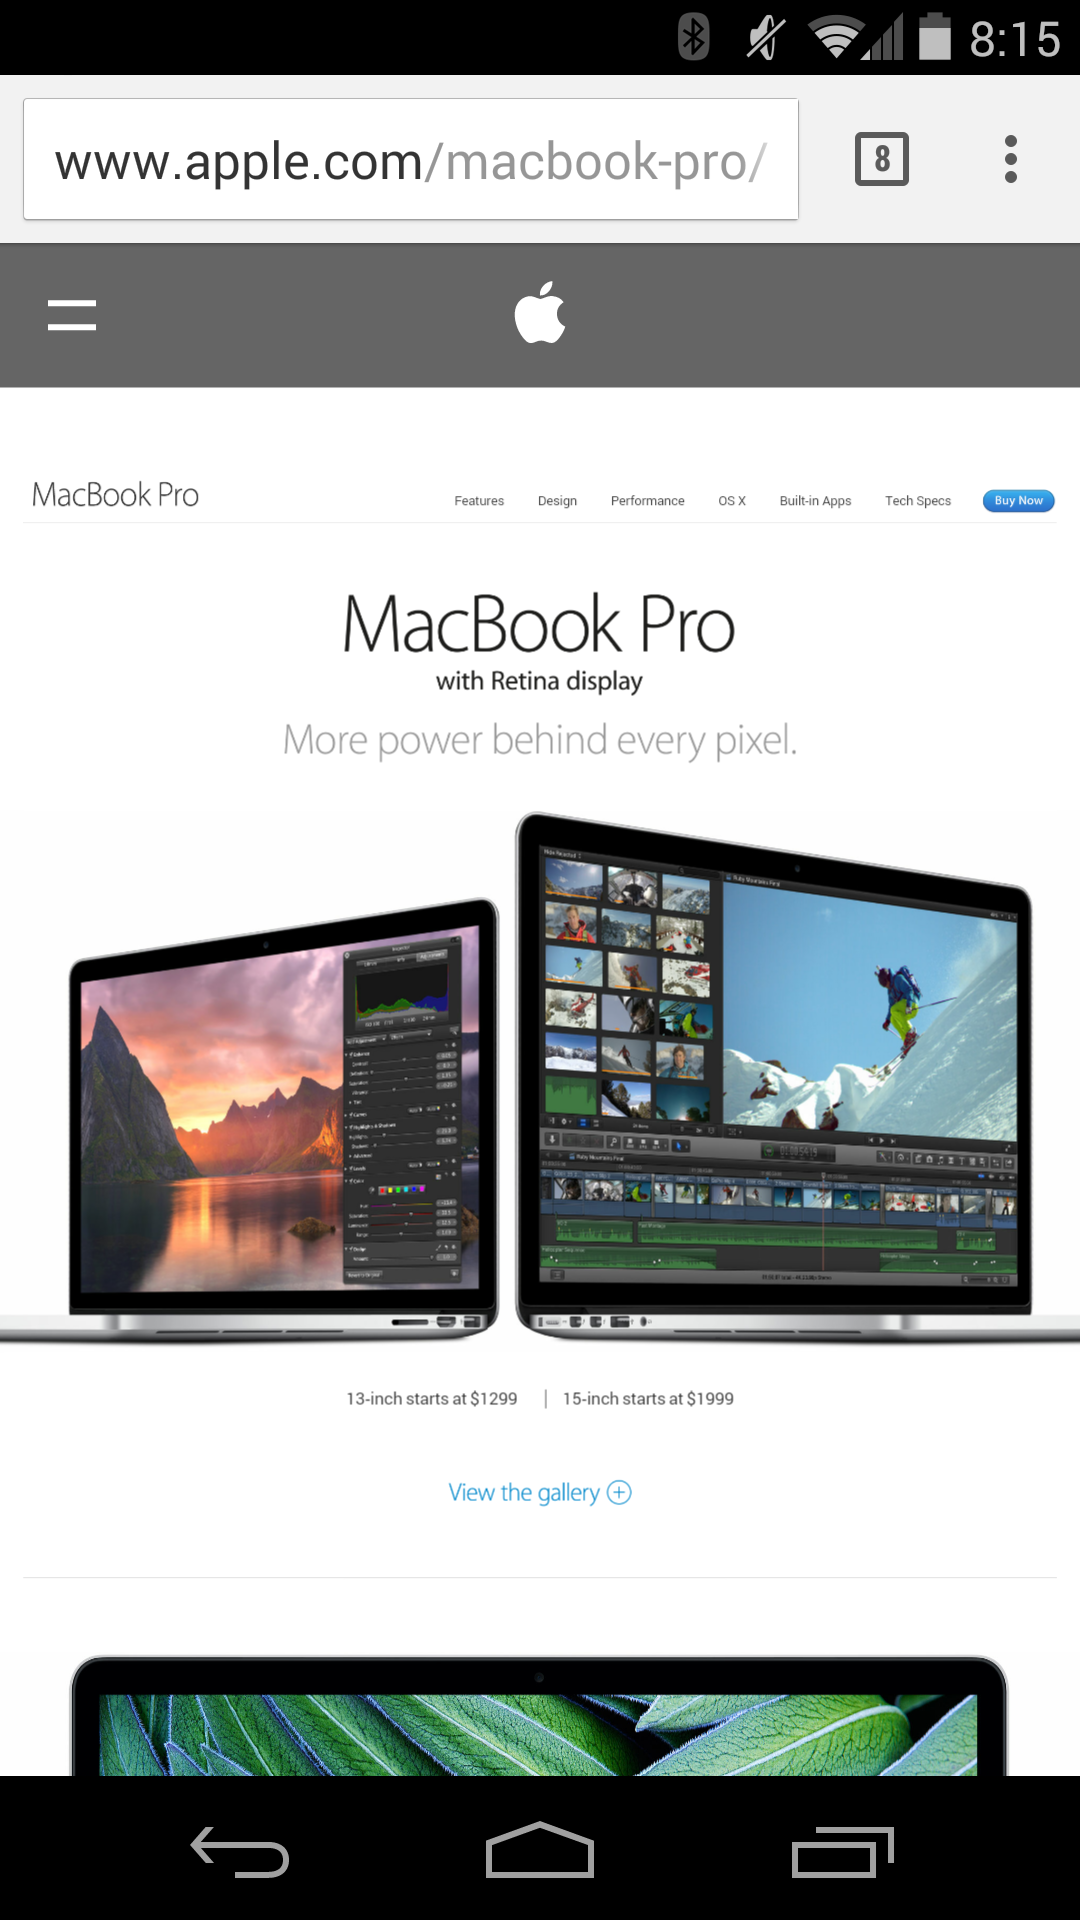 8:15
www.apple.com/macbook-pro/
8
MacBook Pro
Features Design Performance OS X Built-in Apps Tech Specs Buy Now
MacBook Pro
with Retina display
More power behind every pixel.
13-inch starts at $1299 | 15-inch starts at $1999
View the gallery